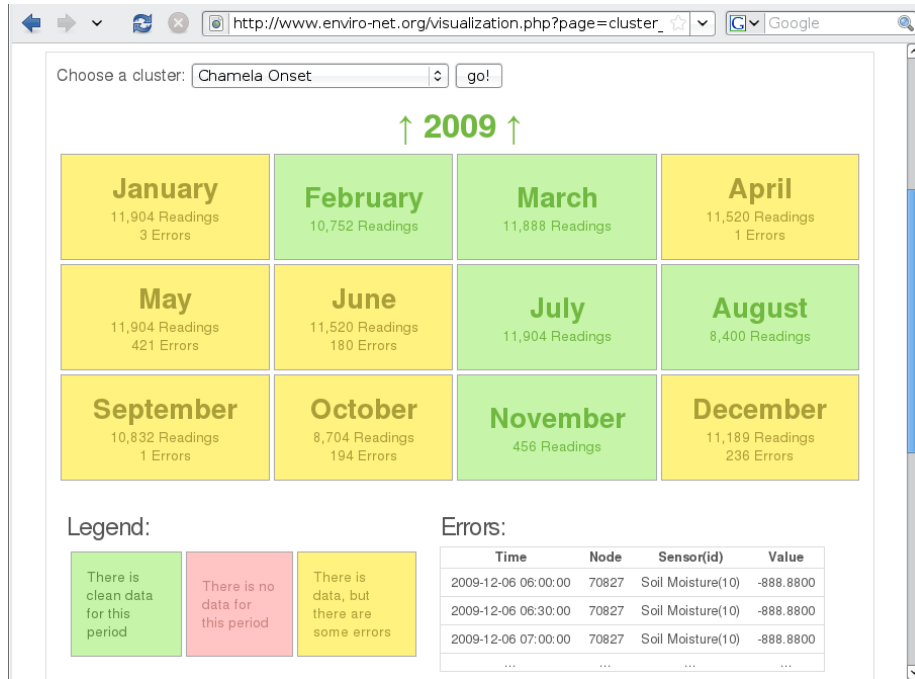 http://www.enviro-net.org/visualization.php?page=cluster_
G
Google
Choose a cluster: Chamela Onset go!
↑ 2009 ↑
January
11,904 Readings
3 Errors
February
10,752 Readings
March
11,888 Readings
April
11,520 Readings
1 Errors
May
11,904 Readings
421 Errors
June
11,520 Readings
180 Errors
July
11,904 Readings
August
8,400 Readings
September
10,832 Readings
1 Errors
October
8,704 Readings
194 Errors
November
456 Readings
December
11,189 Readings
236 Errors
Legend:
There is
clean data
for this
period
There is no
data for
this period
There is
data, but
there are
some errors
Errors:
Time Node Sensor(id) Value
2009-12-06 06:00:00 70827 Soil Moisture(10) -888.8800
2009-12-06 06:30:00 70827 Soil Moisture(10) -888.8800
2009-12-06 07:00:00 70827 Soil Moisture(10) -888.8800
... ... ... ...